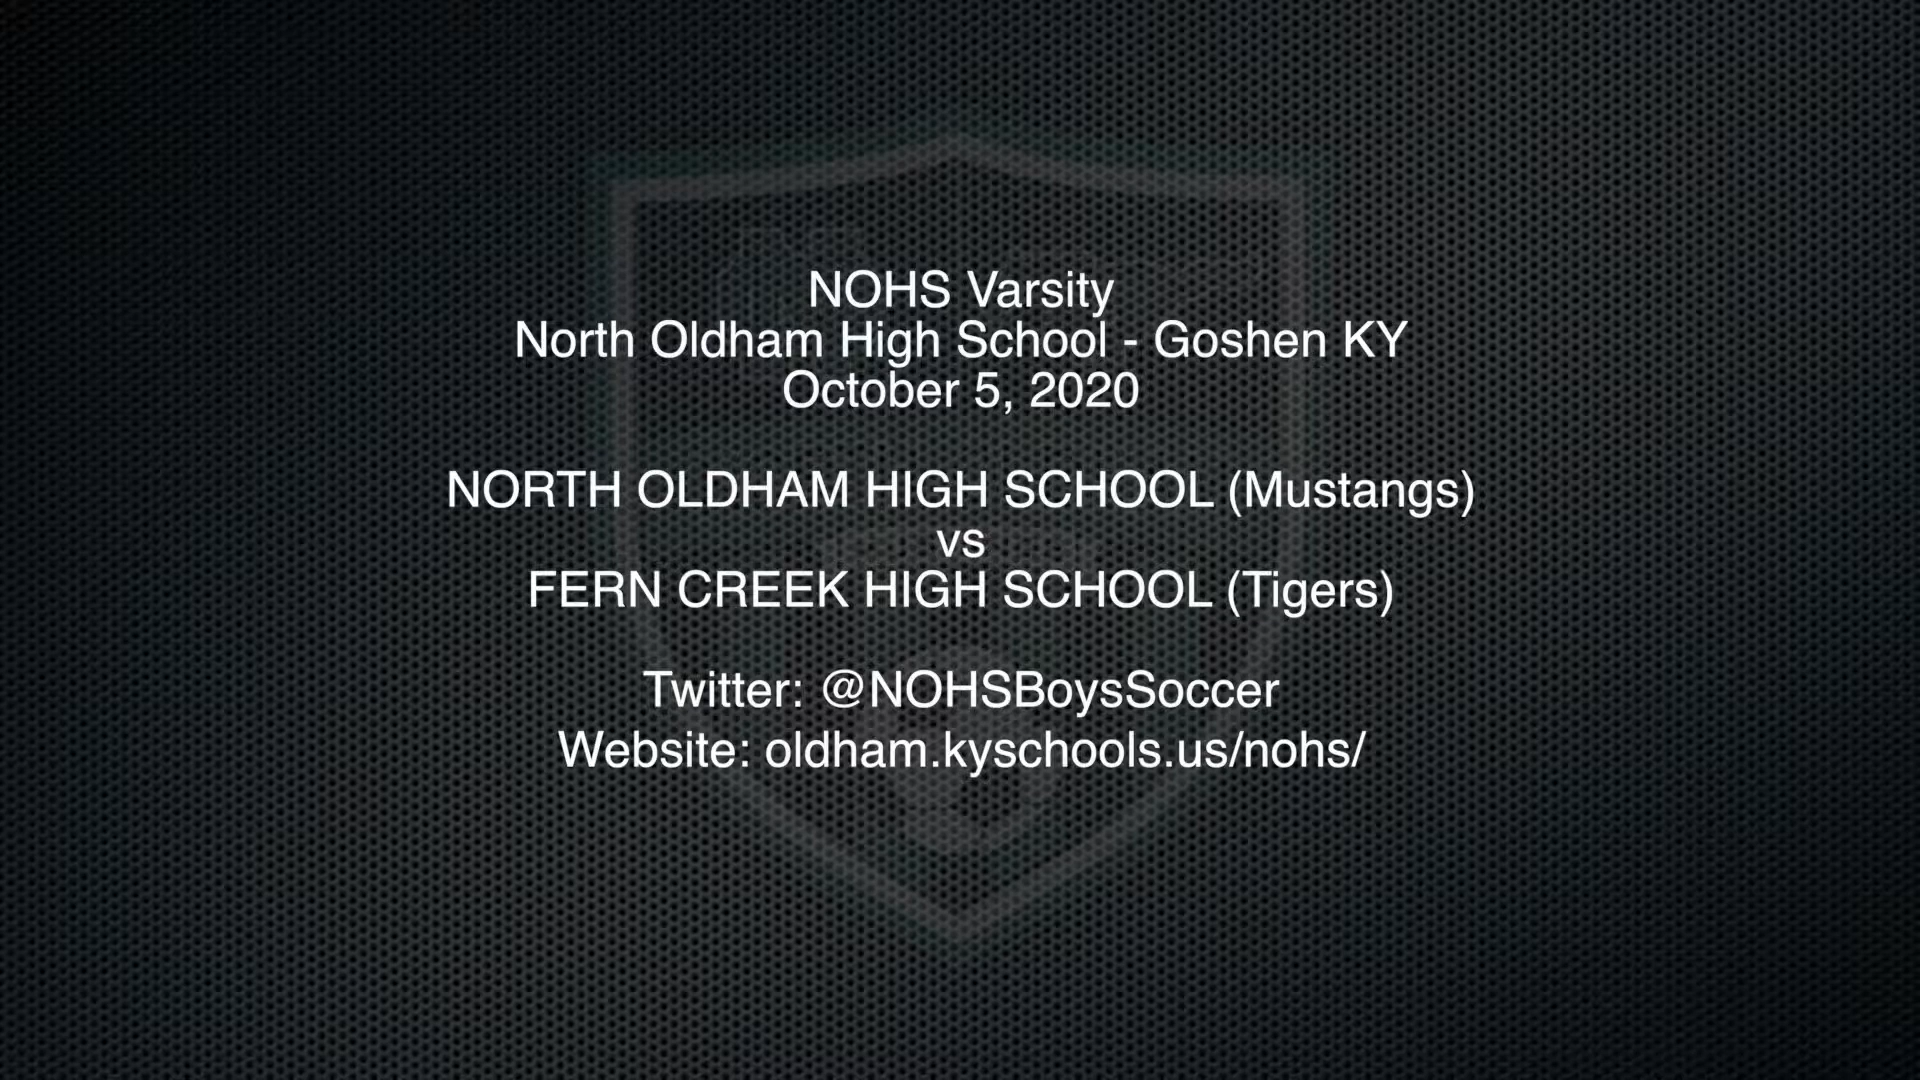 NOHS Varsity
North Oldham High School - Goshen KY
October 5, 2020
NORTH OLDHAM HIGH SCHOOL (Mustangs)
vs
FERN CREEK HIGH SCHOOL (Tigers)
Twitter: @NOHSBoysSoccer
Website: oldham.kyschools.us/nohs/